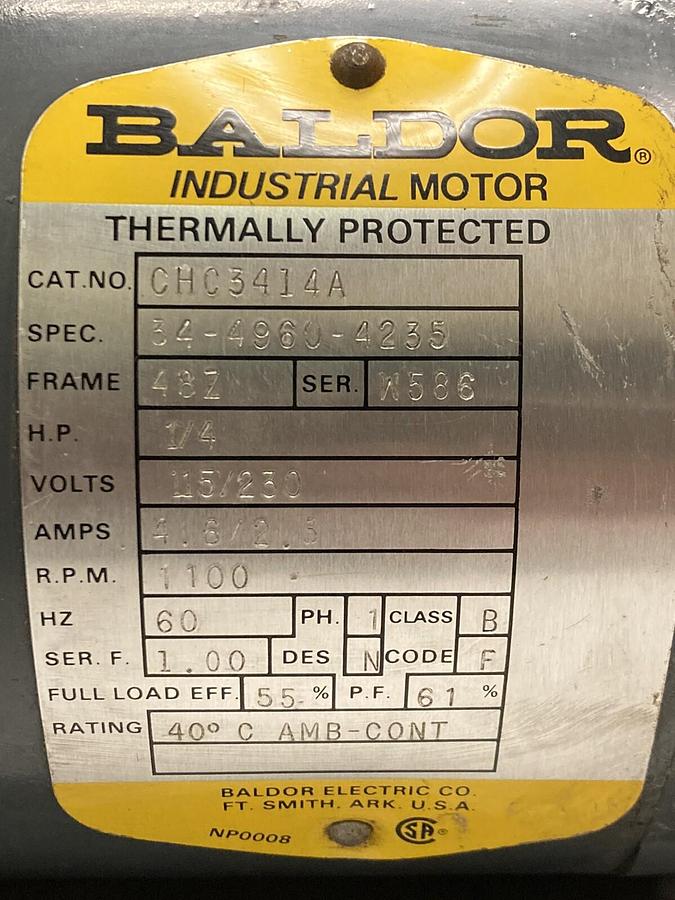 BALDOR®
INDUSTRIAL MOTOR
THERMALLY PROTECTED
CAT.NO. CHC3414A
SPEC. 34-4960-4235
FRAME 48Z SER. W586
H.P. 1/4
VOLTS 115/230
AMPS 4.6/2.3
R.P.M. 1100
HZ 60 PH. 1 CLASS B
SER. F. 1.00 DES N CODE F
FULL LOAD EFF. 55 % P.F. 61 %
RATING 40° C AMB-CONT
BALDOR ELECTRIC CO.
FT. SMITH. ARK. U.S.A.
NP0008 SA®